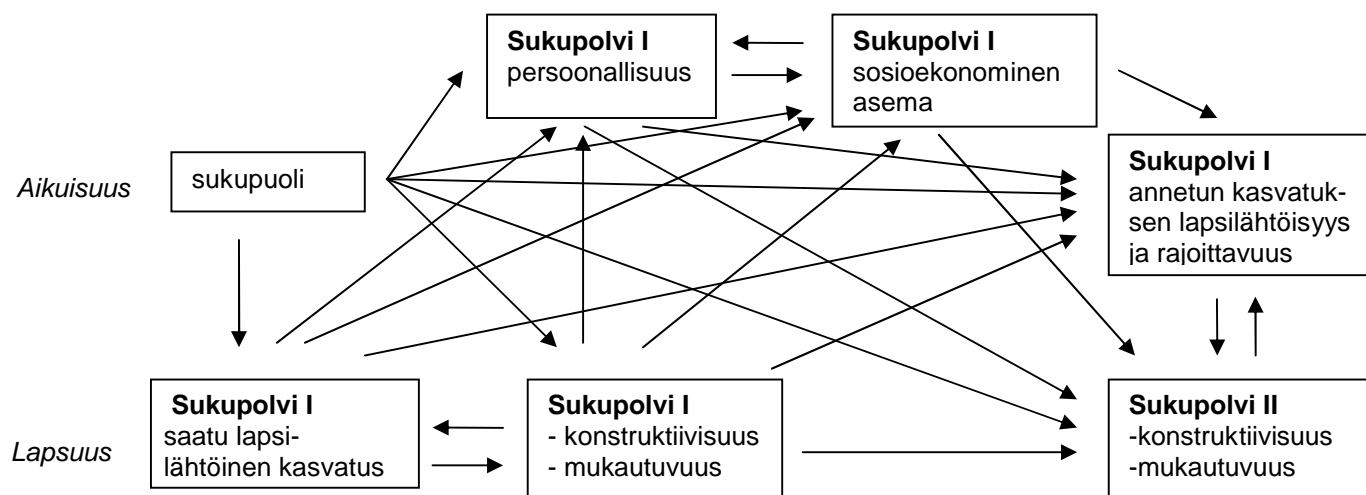 Sukupolvi I
persoonallisuus
Sukupolvi I
sosioekonominen
asema
Aikuisuus
sukupuoli
Sukupolvi I
annetun kasvatuk-
sen lapsilähtöisyys
ja rajoittavuus
Lapsuus
Sukupolvi I
saatu lapsi-
lähtöinen kasvatus
Sukupolvi I
- konstruktiivisuus
- mukautuvuus
Sukupolvi II
-konstruktiivisuus
-mukautuvuus